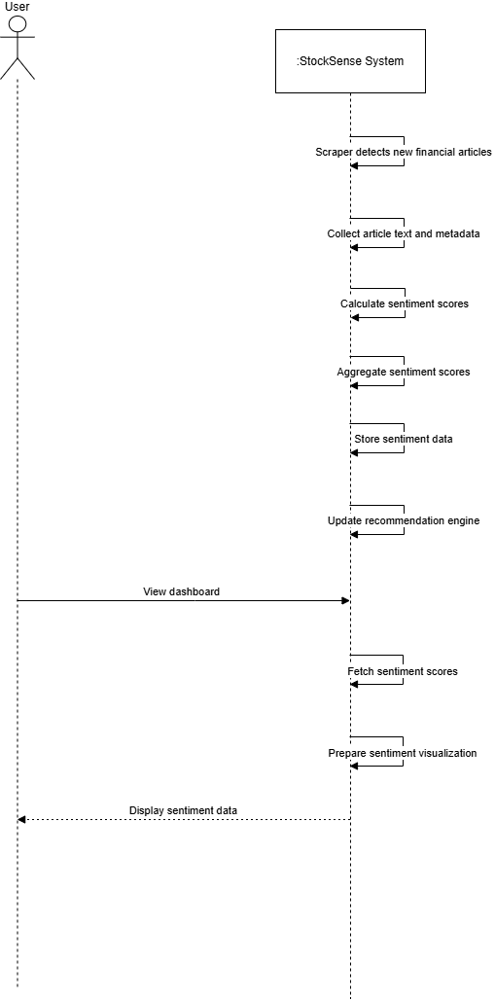 User
:StockSense System
Scraper detects new financial articles
Collect article text and metadata
Calculate sentiment scores
Aggregate sentiment scores
Store sentiment data
Update recommendation engine
View dashboard
Fetch sentiment scores
Prepare sentiment visualization
Display sentiment data